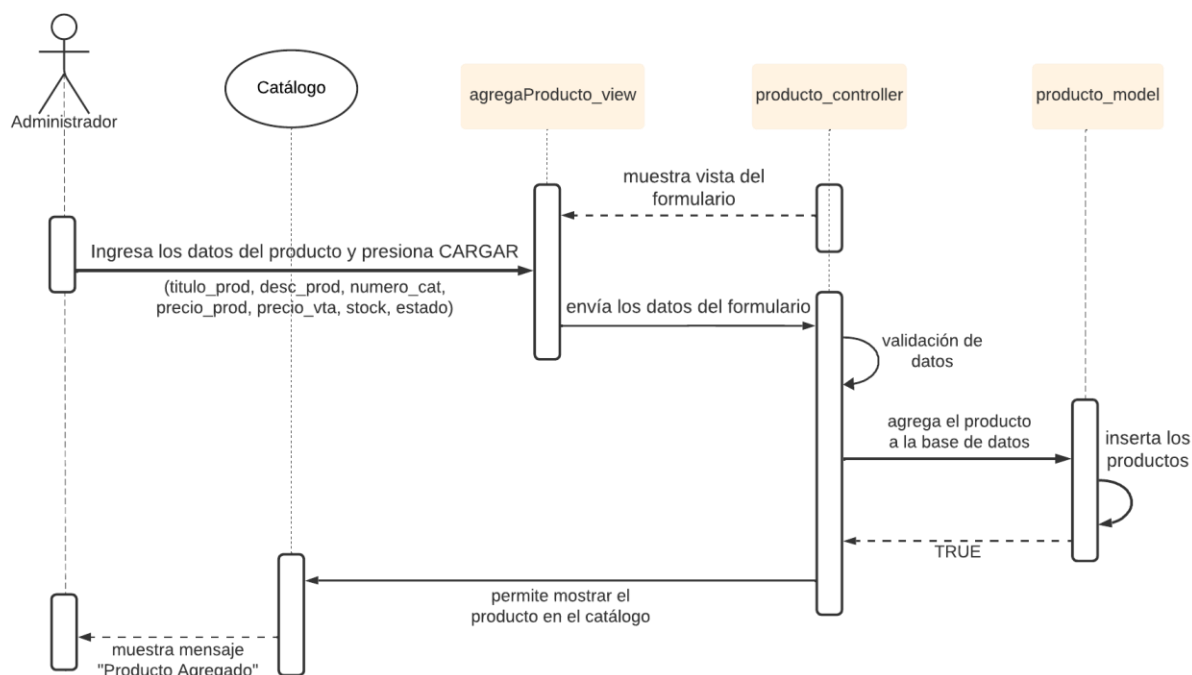 Administrador
Catálogo
agregaProducto_view
producto_controller
producto_model
muestra vista del
formulario
Ingresa los datos del producto y presiona CARGAR
(titulo_prod, desc_prod, numero_cat,
precio_prod, precio_vta, stock, estado)
envía los datos del formulario
validación de
datos
agrega el producto
a la base de datos
inserta los
productos
TRUE
permite mostrar el
producto en el catálogo
muestra mensaje
"Producto Agregado"